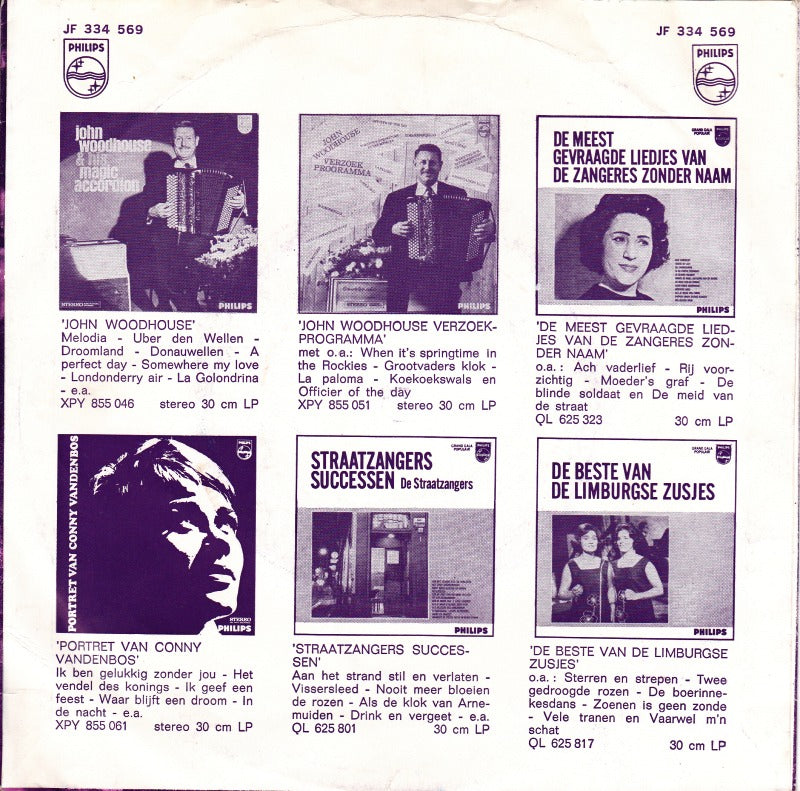 JF 334 569
JF 334 569
PHILIPS
PHILIPS
john
woodhouse
& his
magic
accordion
STEREO
PHILIPS
'JOHN WOODHOUSE'
Melodia - Uber den Wellen -
Droomland - Donauwellen - A
perfect day - Somewhere my love
- Londonderry air - La Golondrina
- e.a.
XPY 855 046 stereo 30 cm LP
JOHN
WOODHOUSE
VERZOEK
PROGRAMMA
PHILIPS
'JOHN WOODHOUSE VERZOEK-
PROGRAMMA'
met o.a.: When it's springtime in
the Rockies - Grootvaders klok -
La paloma - Koekoekswals en
Officier of the day
XPY 855 051 stereo 30 cm LP
GRAND GALA
POPULAIR
DE MEEST
GEVRAAGDE LIEDJES VAN
DE ZANGERES ZONDER NAAM
PHILIPS
'DE MEEST GEVRAAGDE LIED-
JES VAN DE ZANGERES ZON-
DER NAAM'
o.a.: Ach vaderlief - Rij voor-
zichtig - Moeder's graf - De
blinde soldaat en De meid van
de straat
QL 625 323 30 cm LP
PORTRET VAN CONNY VANDENBOS
STEREO
PHILIPS
'PORTRET VAN CONNY
VANDENBOS'
Ik ben gelukkig zonder jou - Het
vendel des konings - Ik geef een
feest - Waar blijft een droom - In
de nacht - e.a.
XPY 855 061 stereo 30 cm LP
GRAND GALA
POPULAIR
STRAATZANGERS
SUCCESSEN De Straatzangers
PHILIPS
'STRAATZANGERS SUCCES-
SEN'
Aan het strand stil en verlaten -
Vissersleed - Nooit meer bloeien
de rozen - Als de klok van Arne-
muiden - Drink en vergeet - e.a.
QL 625 801 30 cm LP
GRAND GALA
POPULAIR
DE BESTE VAN
DE LIMBURGSE ZUSJES
PHILIPS
'DE BESTE VAN DE LIMBURGSE
ZUSJES'
o.a.: Sterren en strepen - Twee
gedroogde rozen - De boerinne-
kesdans - Zoenen is geen zonde
- Vele tranen en Vaarwel m'n
schat
QL 625 817 30 cm LP